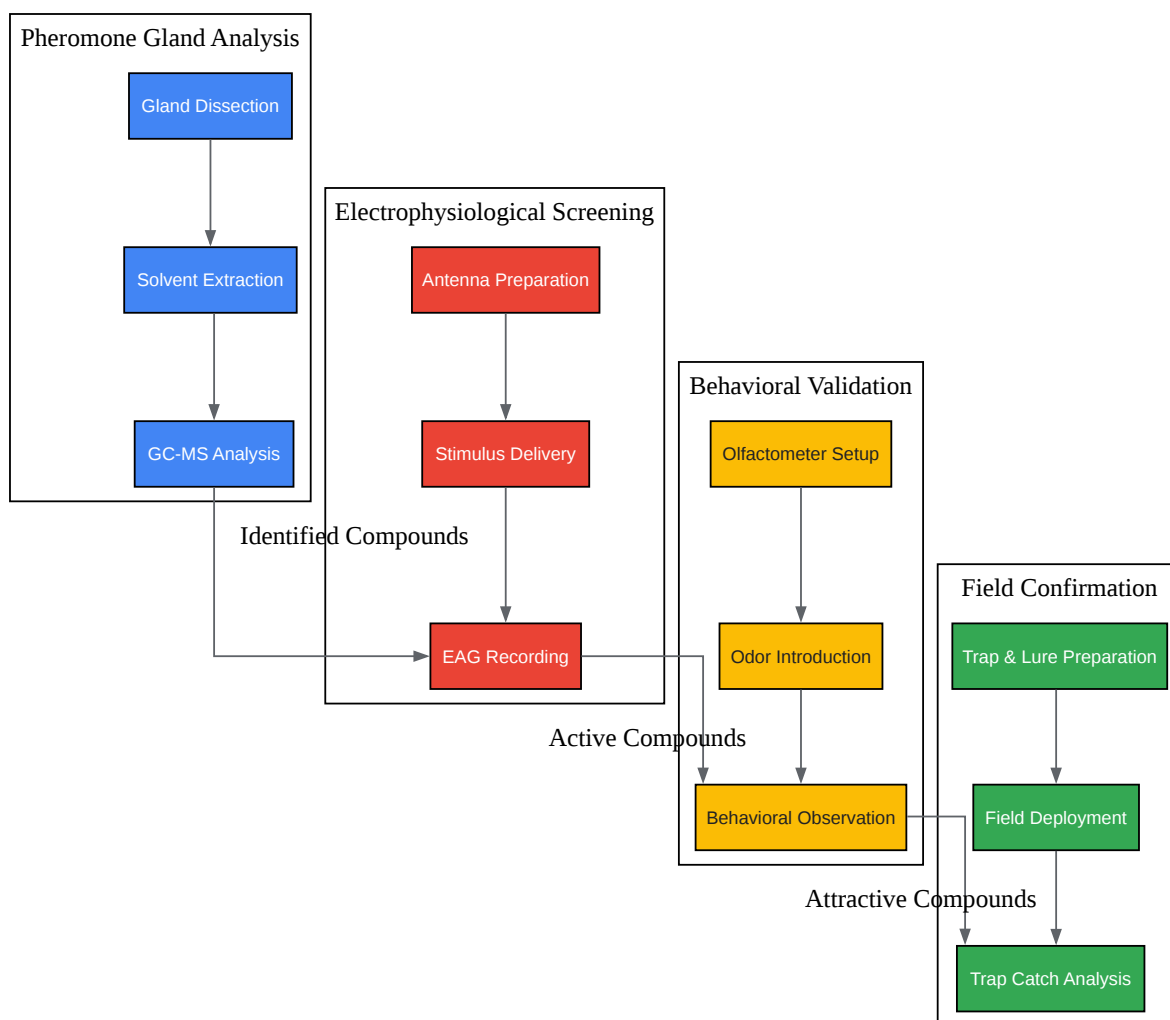 Pheromone Gland Analysis
Gland Dissection
Solvent Extraction
GC-MS Analysis
Identified Compounds
Electrophysiological Screening
Antenna Preparation
Stimulus Delivery
EAG Recording
Active Compounds
Behavioral Validation
Olfactometer Setup
Odor Introduction
Behavioral Observation
Attractive Compounds
Field Confirmation
Trap & Lure Preparation
Field Deployment
Trap Catch Analysis